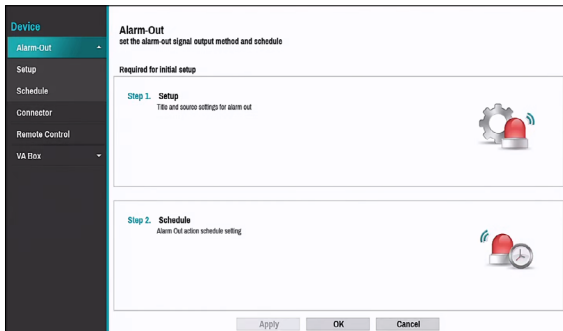 Device
Alarm-Out
Setup
Schedule
Connector
Remote Control
VA Box
Alarm-Out
set the alarm-out signal output method and schedule
Required for initial setup
Step 1. Setup
Title and source settings for alarm out
Step 2. Schedule
Alarm Out action schedule setting
Apply OK Cancel